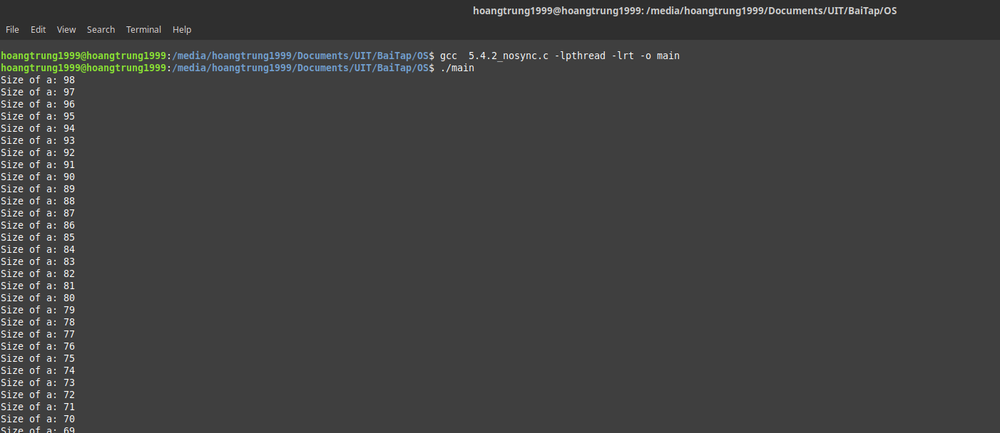 hoangtrung1999@hoangtrung1999: /media/hoangtrung1999/Documents/UIT/BaiTap/OS
File Edit View Search Terminal Help
hoangtrung1999@hoangtrung1999:/media/hoangtrung1999/Documents/UIT/BaiTap/OS$ gcc  5.4.2_nosync.c -lpthread -lrt -o main
hoangtrung1999@hoangtrung1999:/media/hoangtrung1999/Documents/UIT/BaiTap/OS$ ./main
Size of a: 98
Size of a: 97
Size of a: 96
Size of a: 95
Size of a: 94
Size of a: 93
Size of a: 92
Size of a: 91
Size of a: 90
Size of a: 89
Size of a: 88
Size of a: 87
Size of a: 86
Size of a: 85
Size of a: 84
Size of a: 83
Size of a: 82
Size of a: 81
Size of a: 80
Size of a: 79
Size of a: 78
Size of a: 77
Size of a: 76
Size of a: 75
Size of a: 74
Size of a: 73
Size of a: 72
Size of a: 71
Size of a: 70
Size of a: 69